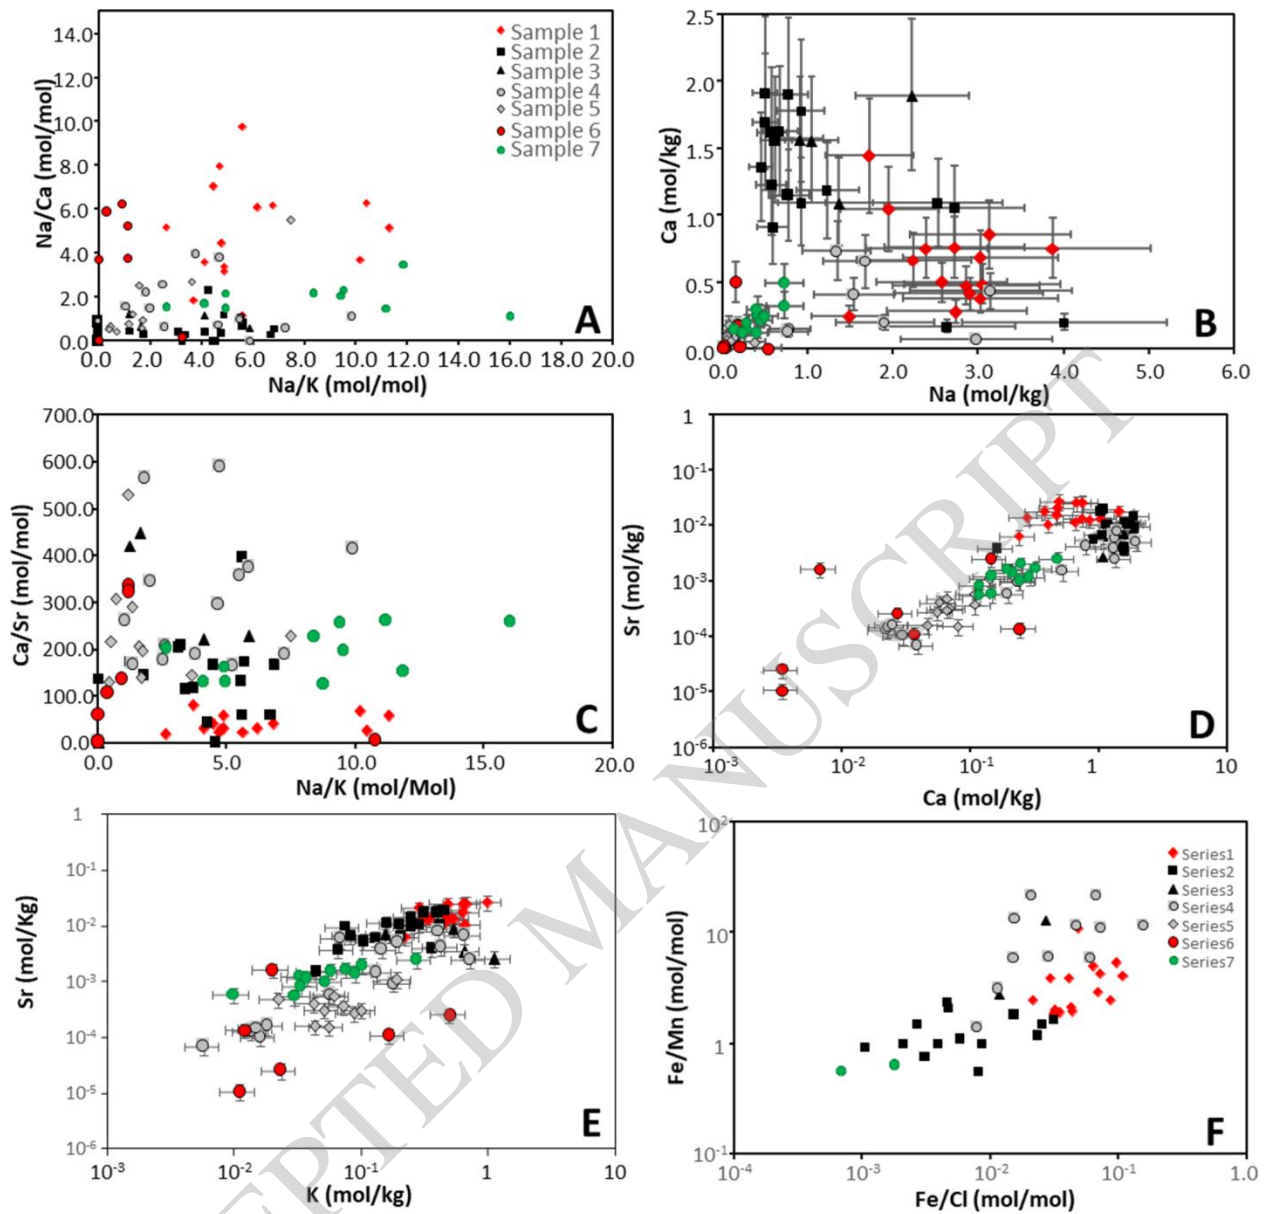 14.0
12.0
10.0
8.0
6.0
4.0
2.0
0.0
Na/Ca (mol/mol)
Sample 1
Sample 2
Sample 3
Sample 4
Sample 5
Sample 6
Sample 7
A
0.0 2.0 4.0 6.0 8.0 10.0 12.0 14.0 16.0 18.0 20
Na/K (mol/mol)
2.5
2.0
1.5
1.0
0.5
0.0
Ca (mol/kg)
B
0.0 1.0 2.0 3.0 4.0 5.0 6.0
Na (mol/kg)
700.0
600.0
500.0
400.0
300.0
200.0
100.0
0.0
Ca/Sr (mol/mol)
C
0.0 5.0 10.0 15.0 20.0
Na/K (mol/Mol)
1
10-1
10-2
10-3
10-4
10-5
10-6
Sr (mol/kg)
D
10-3 10-2 10-1 1 10
Ca (mol/Kg)
1
10-1
10-2
10-3
10-4
10-5
10-6
Sr (mol/Kg)
E
10-3 10-2 10-1 1 10
K (mol/kg)
102
10
1
10-1
Fe/Mn (mol/mol)
Series1
Series2
Series3
Series4
Series5
Series6
Series7
F
10-4 10-3 10-2 10-1 1.0
Fe/Cl (mol/mol)
EPTED MANUSCRIPT